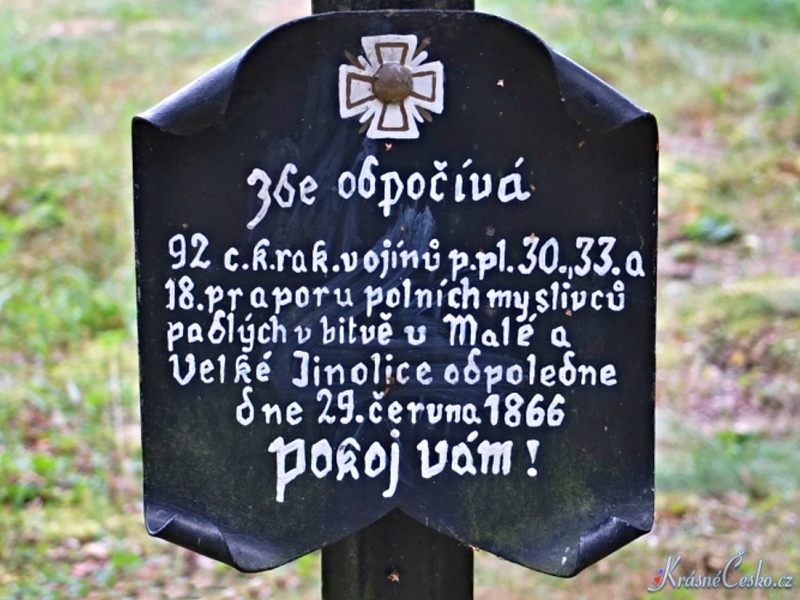 Zde odpočívá
92 c.k.rak.vojínů p.pl.30.,33.a
18.praporu polních myslivců
padlých v bitvě u Malé a
Velké Jinolice odpoledne
dne 29.června 1866
Pokoj vám!
KrásnéČesko.cz